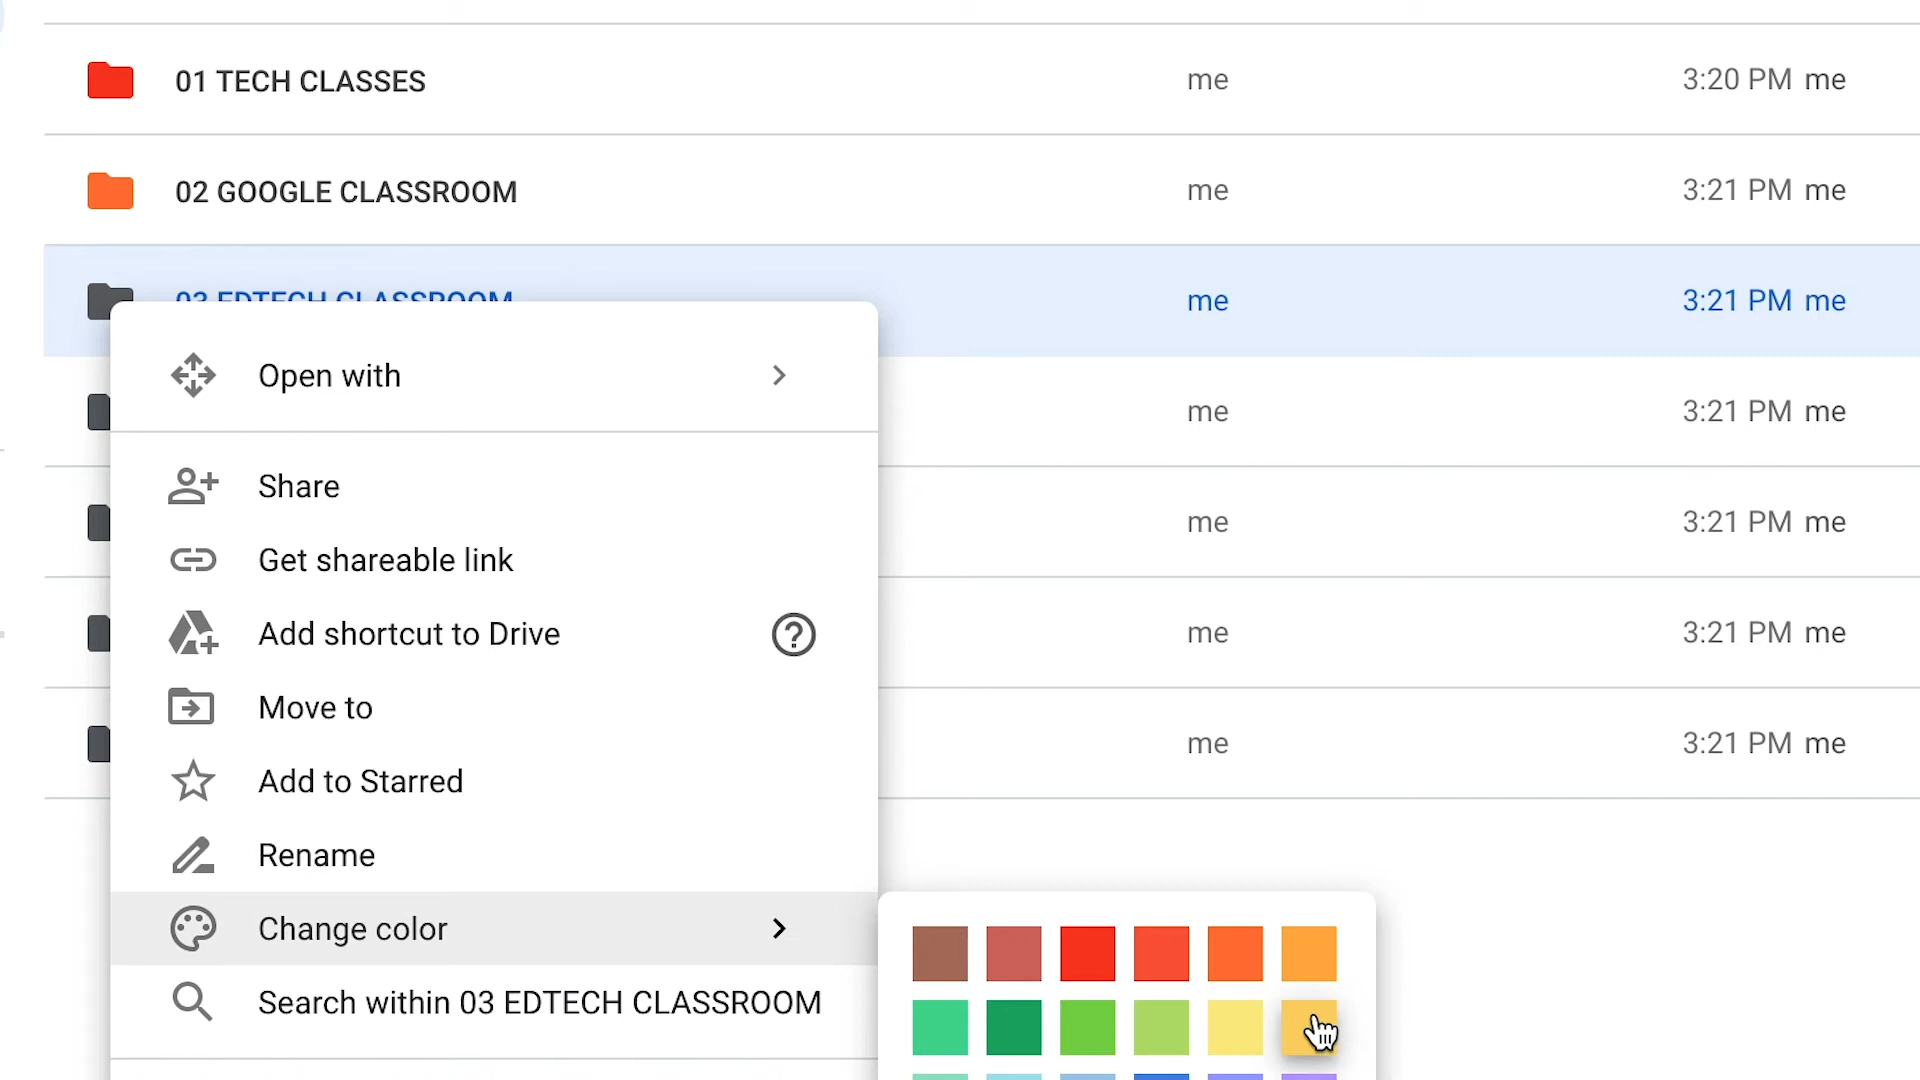 01 TECH CLASSES me 3:20 PM me
02 GOOGLE CLASSROOM me 3:21 PM me
03 EDTECH CLASSROOM me 3:21 PM me
Open with
me 3:21 PM me
Share
Get shareable link
me 3:21 PM me
Add shortcut to Drive
me 3:21 PM me
Move to
Add to Starred
me 3:21 PM me
Rename
Change color
Search within 03 EDTECH CLASSROOM